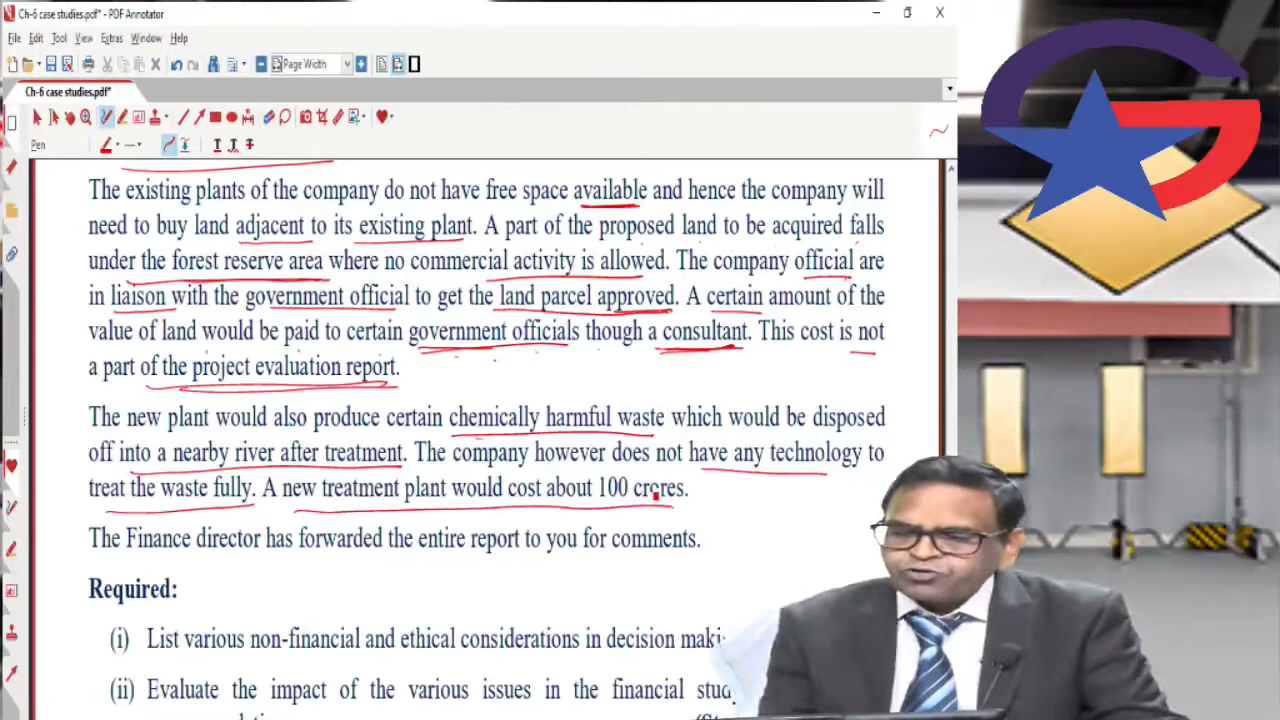 Ch-6 case studies.pdf* - PDF Annotator
File Edit Tool View Extras Window Help
Page Width
Ch-6 case studies.pdf*
Pen
The existing plants of the company do not have free space available and hence the company will
need to buy land adjacent to its existing plant. A part of the proposed land to be acquired falls
under the forest reserve area where no commercial activity is allowed. The company official are
in liaison with the government official to get the land parcel approved. A certain amount of the
value of land would be paid to certain government officials though a consultant. This cost is not
a part of the project evaluation report.
The new plant would also produce certain chemically harmful waste which would be disposed
off into a nearby river after treatment. The company however does not have any technology to
treat the waste fully. A new treatment plant would cost about 100 crores.
The Finance director has forwarded the entire report to you for comments.
Required:
(i) List various non-financial and ethical considerations in decision
(ii) Evaluate the impact of the various issues in the financial